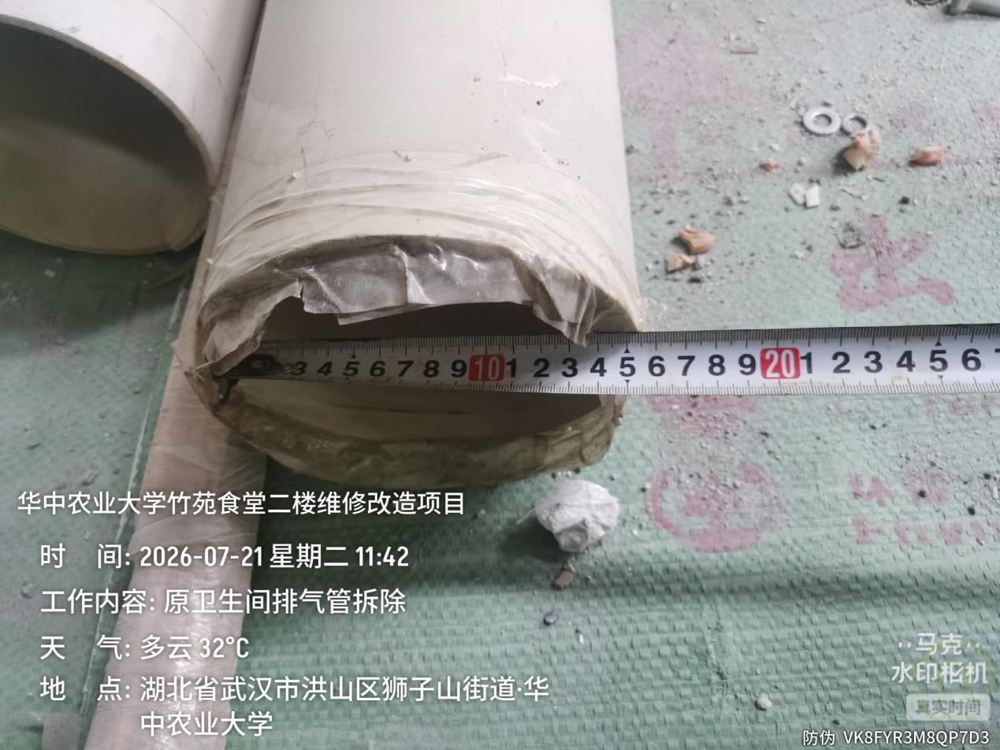 3 4 5 6 7 8 9 10 1 2 3 4 5 6 7 8 9 20 1 2 3 4 5 6
华中农业大学竹苑食堂二楼维修改造项目
时 间: 2026-07-21 星期二 11:42
工作内容: 原卫生间排气管拆除
天 气: 多云 32°C
地 点: 湖北省武汉市洪山区狮子山街道·华
中农业大学
马克
水印相机
真实时间
防伪 VK8FYR3M8QP7D3